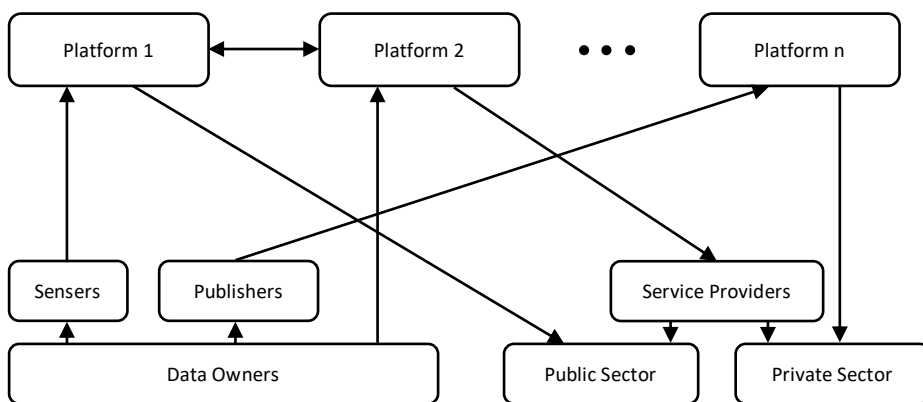 Platform 1
Platform 2
• • •
Platform n
Sensers
Publishers
Service Providers
Data Owners
Public Sector
Private Sector